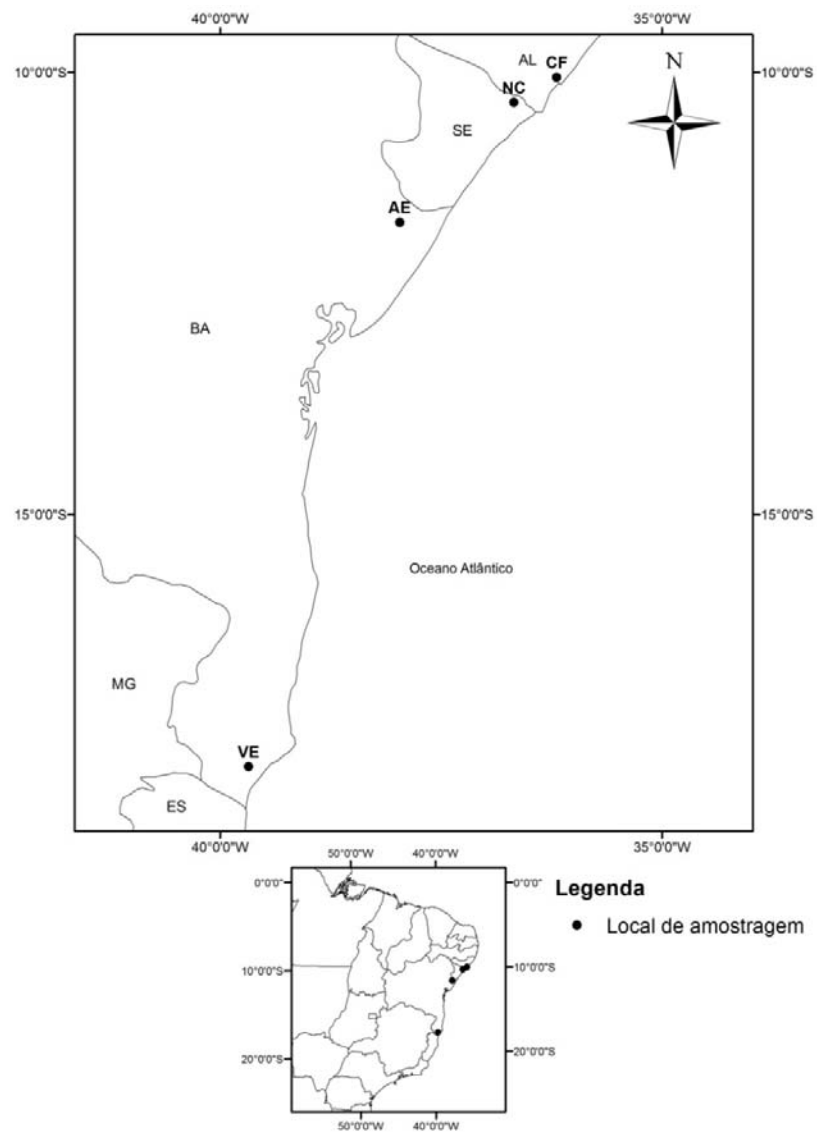 40°0'0"W 35°0'0"W
10°0'0"S 10°0'0"S
AL CF
NC
N
SE
AE
BA
15°0'0"S 15°0'0"S
Oceano Atlântico
MG
VE
ES
40°0'0"W 35°0'0"W
50°0'0"W 40°0'0"W
0°0'0"S 0°0'0"S
Legenda
Local de amostragem
10°0'0"S 10°0'0"S
20°0'0"S 20°0'0"S
50°0'0"W 40°0'0"W